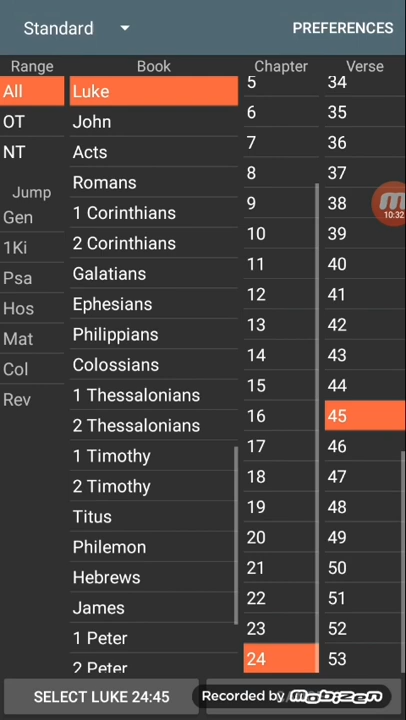 Standard
PREFERENCES
Range
Book
Chapter
Verse
All
OT
NT
Jump
Gen
1Ki
Psa
Hos
Mat
Col
Rev
Luke
John
Acts
Romans
1 Corinthians
2 Corinthians
Galatians
Ephesians
Philippians
Colossians
1 Thessalonians
2 Thessalonians
1 Timothy
2 Timothy
Titus
Philemon
Hebrews
James
1 Peter
2 Peter
5
6
7
8
9
10
11
12
13
14
15
16
17
18
19
20
21
22
23
24
34
35
36
37
38
39
40
41
42
43
44
45
46
47
48
49
50
51
52
53
10:32
SELECT LUKE 24:45
Recorded by Mobizen